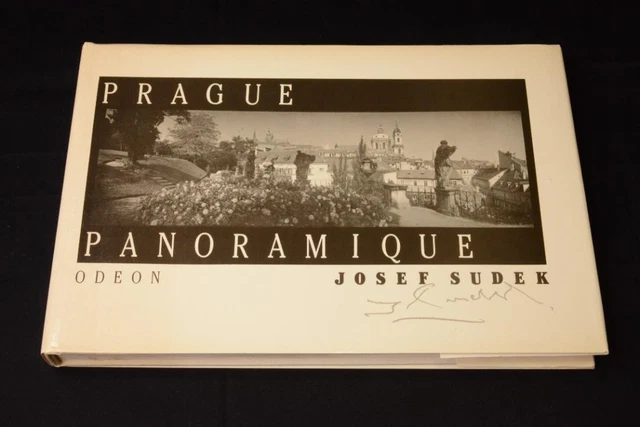 PRAGUE
PANORAMIQUE
ODEON
JOSEF SUDEK